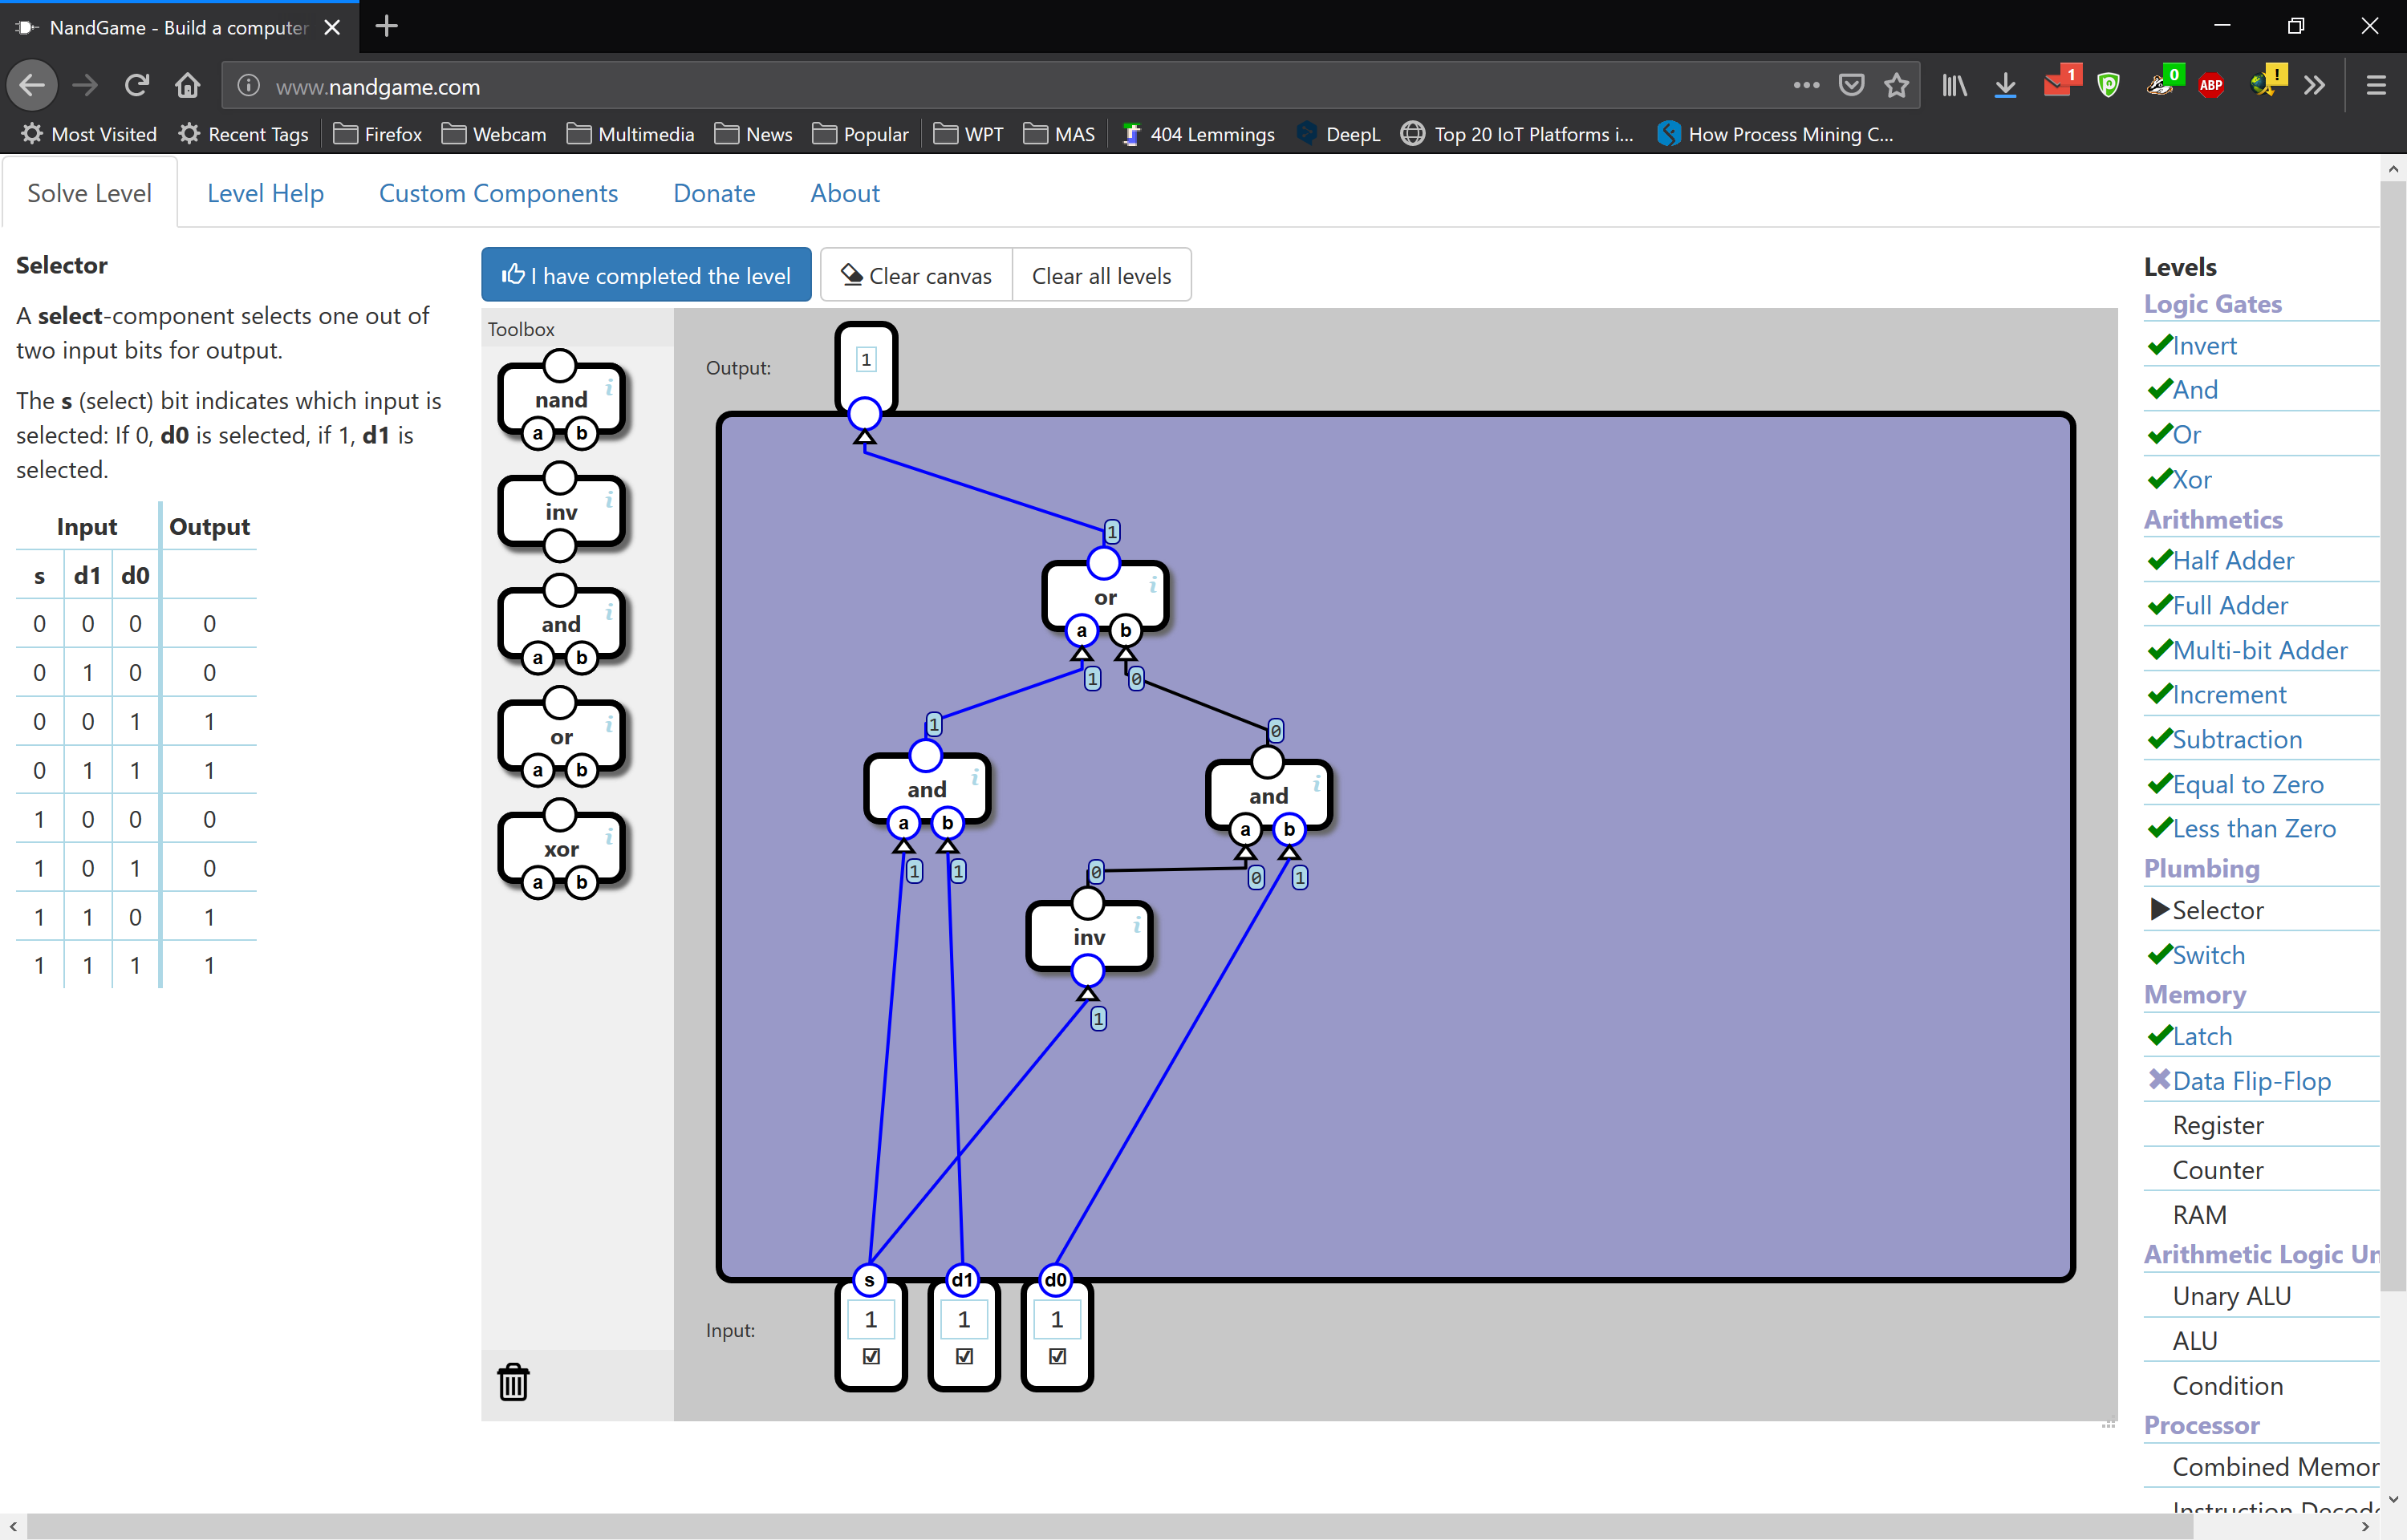 NandGame - Build a computer
www.nandgame.com
1
0
ABP
!
Most Visited
Recent Tags
Firefox
Webcam
Multimedia
News
Popular
WPT
MAS
404 Lemmings
DeepL
Top 20 IoT Platforms i...
How Process Mining C...
Solve Level
Level Help
Custom Components
Donate
About
Selector
A select-component selects one out of
two input bits for output.
The s (select) bit indicates which input is
selected: If 0, d0 is selected, if 1, d1 is
selected.
Input Output
s d1 d0
0 0 0 0
0 1 0 0
0 0 1 1
0 1 1 1
1 0 0 0
1 0 1 0
1 1 0 1
1 1 1 1
I have completed the level
Clear canvas
Clear all levels
Toolbox
nand
i
a b
inv
i
and
i
a b
or
i
a b
xor
i
a b
Output:
1
1
or
i
a b
1 0
1
and
i
a b
1 1
0
and
i
a b
0 1
0
inv
i
1
s d1 d0
Input:
1 1 1
Levels
Logic Gates
Invert
And
Or
Xor
Arithmetics
Half Adder
Full Adder
Multi-bit Adder
Increment
Subtraction
Equal to Zero
Less than Zero
Plumbing
Selector
Switch
Memory
Latch
Data Flip-Flop
Register
Counter
RAM
Arithmetic Logic Un
Unary ALU
ALU
Condition
Processor
Combined Memor
Instruction Decode